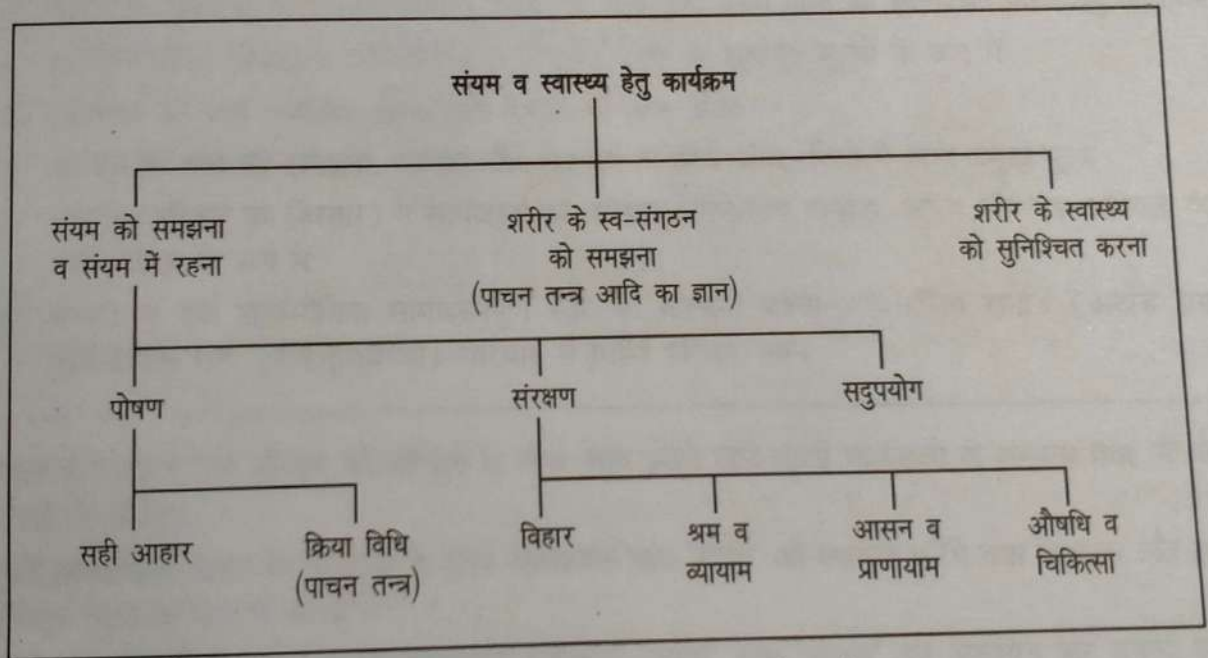 संयम व स्वास्थ्य हेतु कार्यक्रम
संयम को समझना
व संयम में रहना
शरीर के स्व-संगठन
को समझना
(पाचन तन्त्र आदि का ज्ञान)
शरीर के स्वास्थ्य
को सुनिश्चित करना
पोषण
संरक्षण
सदुपयोग
सही आहार
क्रिया विधि
(पाचन तन्त्र)
विहार
श्रम व
व्यायाम
आसन व
प्राणायाम
औषधि व
चिकित्सा